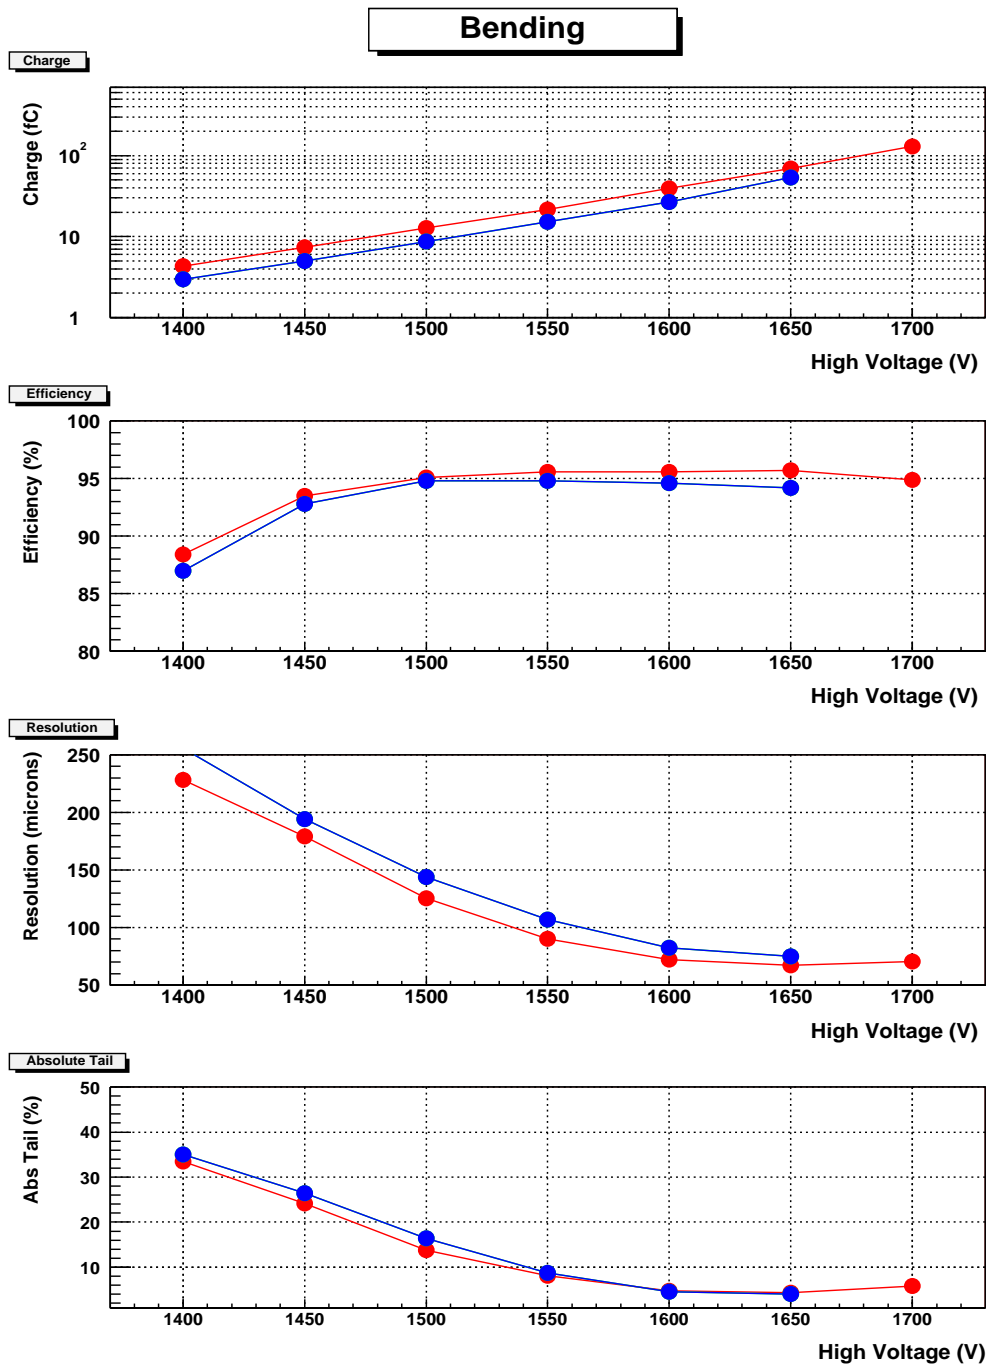 Bending
Charge
Charge (fC)
10²
10
1
1400 1450 1500 1550 1600 1650 1700
High Voltage (V)
Efficiency
Efficiency (%)
100
95
90
85
80
1400 1450 1500 1550 1600 1650 1700
High Voltage (V)
Resolution
Resolution (microns)
250
200
150
100
50
1400 1450 1500 1550 1600 1650 1700
High Voltage (V)
Absolute Tail
Abs Tail (%)
50
40
30
20
10
1400 1450 1500 1550 1600 1650 1700
High Voltage (V)